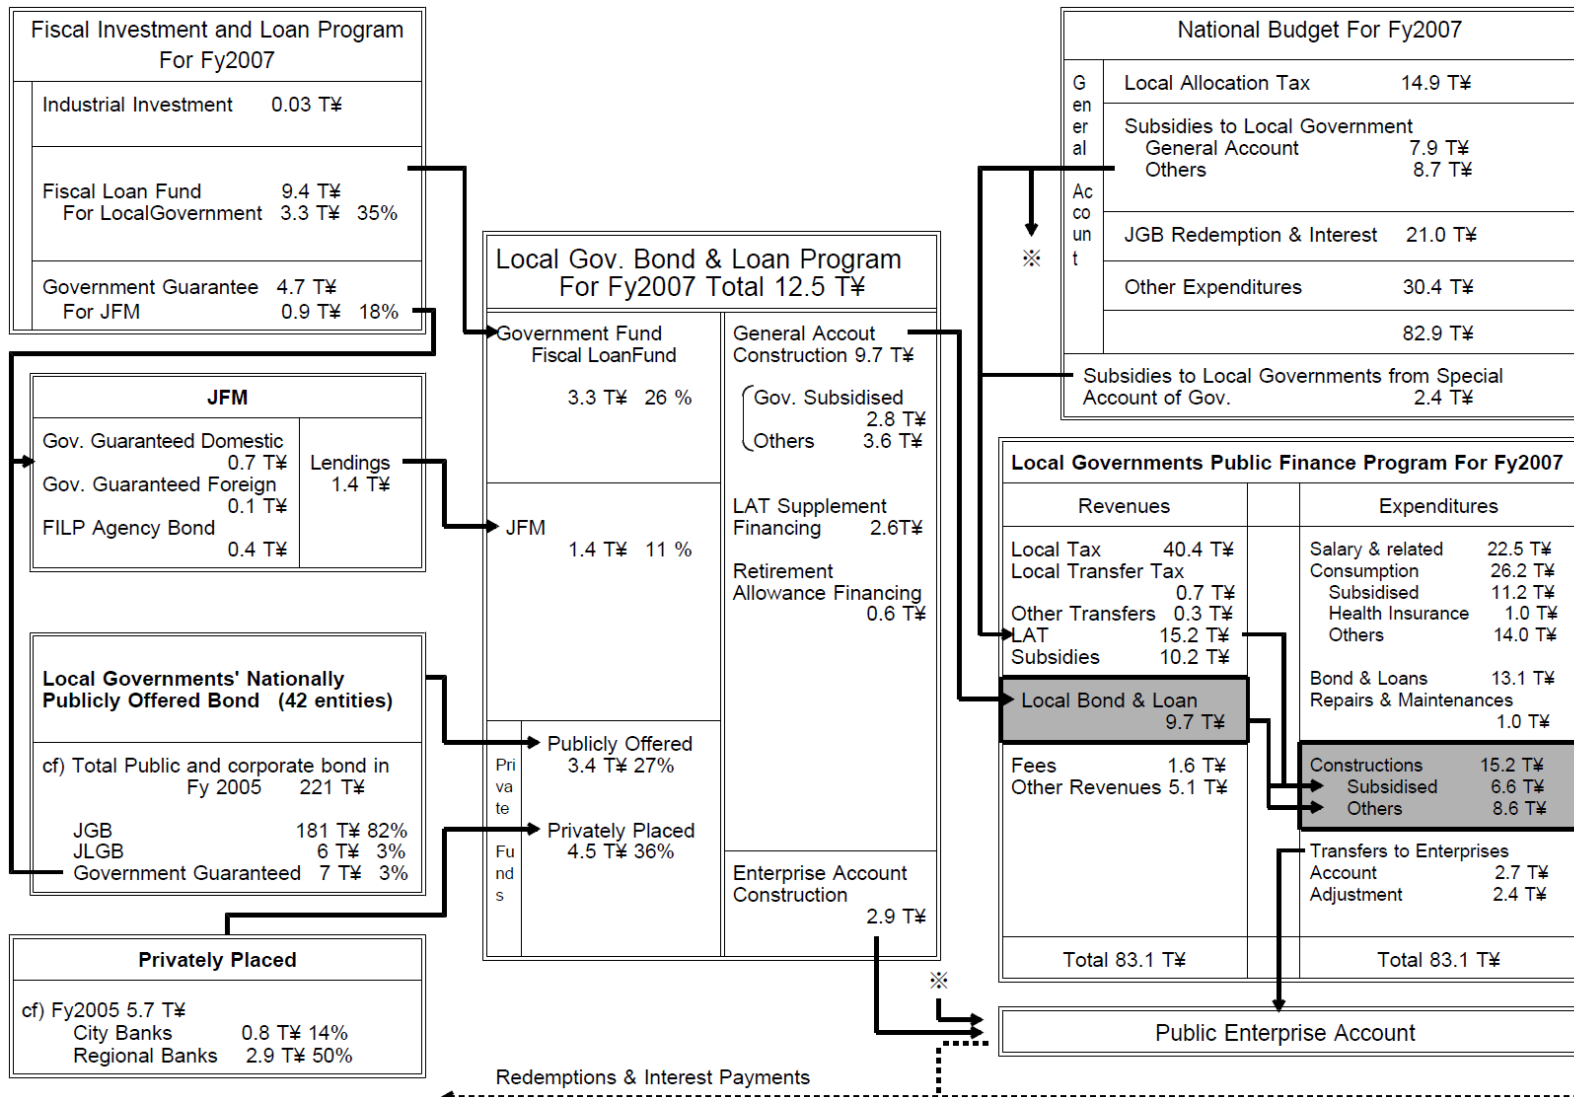 Fiscal Investment and Loan Program
For Fy2007
Industrial Investment 0.03 T¥
Fiscal Loan Fund 9.4 T¥
For LocalGovernment 3.3 T¥ 35%
Government Guarantee 4.7 T¥
For JFM 0.9 T¥ 18%
JFM
Gov. Guaranteed Domestic
0.7 T¥
Gov. Guaranteed Foreign
0.1 T¥
FILP Agency Bond
0.4 T¥
Lendings
1.4 T¥
Local Governments' Nationally
Publicly Offered Bond (42 entities)
cf) Total Public and corporate bond in
Fy 2005 221 T¥
JGB 181 T¥ 82%
JLGB 6 T¥ 3%
Government Guaranteed 7 T¥ 3%
Privately Placed
cf) Fy2005 5.7 T¥
City Banks 0.8 T¥ 14%
Regional Banks 2.9 T¥ 50%
Local Gov. Bond & Loan Program
For Fy2007 Total 12.5 T¥
Government Fund
Fiscal LoanFund
3.3 T¥ 26 %
JFM
1.4 T¥ 11 %
Pri
va
te
Fu
nd
s
Publicly Offered
3.4 T¥ 27%
Privately Placed
4.5 T¥ 36%
General Accout
Construction 9.7 T¥
Gov. Subsidised
2.8 T¥
Others 3.6 T¥
LAT Supplement
Financing 2.6T¥
Retirement
Allowance Financing
0.6 T¥
Enterprise Account
Construction
2.9 T¥
※
National Budget For Fy2007
G
en
er
al
Ac
co
un
t
Local Allocation Tax 14.9 T¥
Subsidies to Local Government
General Account 7.9 T¥
Others 8.7 T¥
JGB Redemption & Interest 21.0 T¥
Other Expenditures 30.4 T¥
82.9 T¥
Subsidies to Local Governments from Special
Account of Gov. 2.4 T¥
Local Governments Public Finance Program For Fy2007
Revenues
Local Tax 40.4 T¥
Local Transfer Tax
0.7 T¥
Other Transfers 0.3 T¥
LAT 15.2 T¥
Subsidies 10.2 T¥
Local Bond & Loan
9.7 T¥
Fees 1.6 T¥
Other Revenues 5.1 T¥
Total 83.1 T¥
Expenditures
Salary & related 22.5 T¥
Consumption 26.2 T¥
Subsidised 11.2 T¥
Health Insurance 1.0 T¥
Others 14.0 T¥
Bond & Loans 13.1 T¥
Repairs & Maintenances
1.0 T¥
Constructions 15.2 T¥
Subsidised 6.6 T¥
Others 8.6 T¥
Transfers to Enterprises
Account 2.7 T¥
Adjustment 2.4 T¥
Total 83.1 T¥
※
Public Enterprise Account
Redemptions & Interest Payments